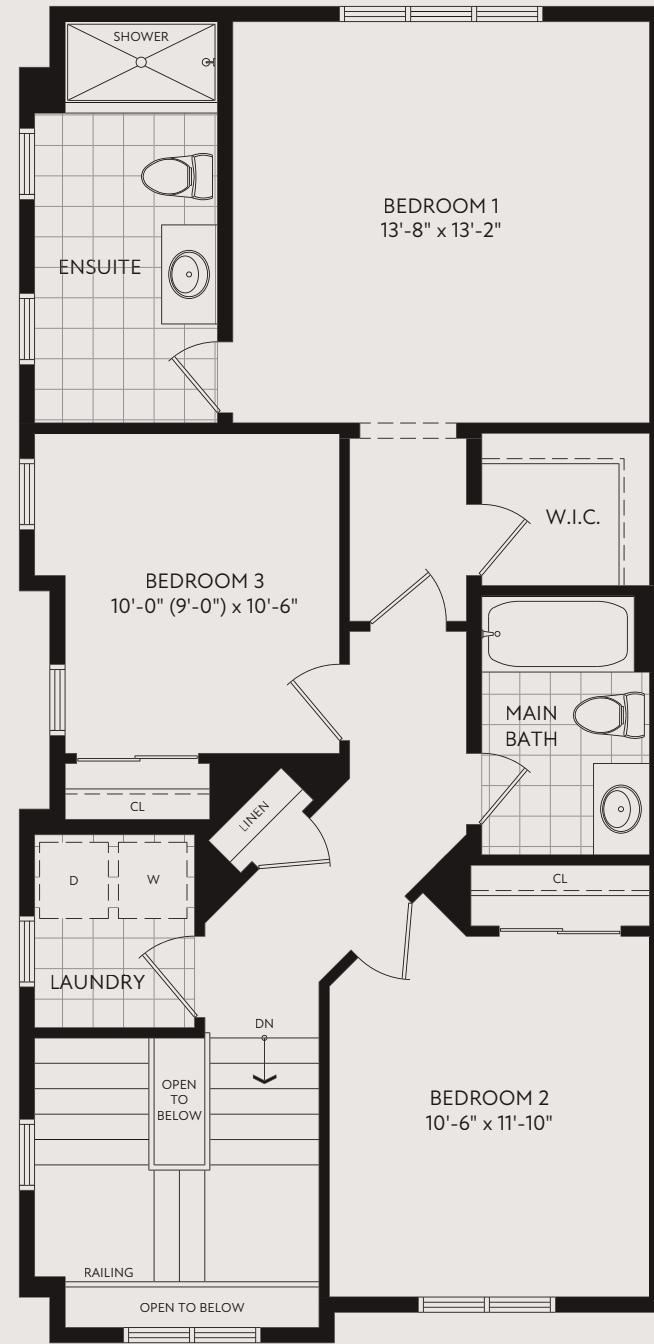 SHOWER
BEDROOM 1
13'-8" x 13'-2"
ENSUITE
W.I.C.
BEDROOM 3
10'-0" (9'-0") x 10'-6"
MAIN
BATH
CL
LINEN
D
W
CL
LAUNDRY
DN
OPEN
TO
BELOW
BEDROOM 2
10'-6" x 11'-10"
RAILING
OPEN TO BELOW